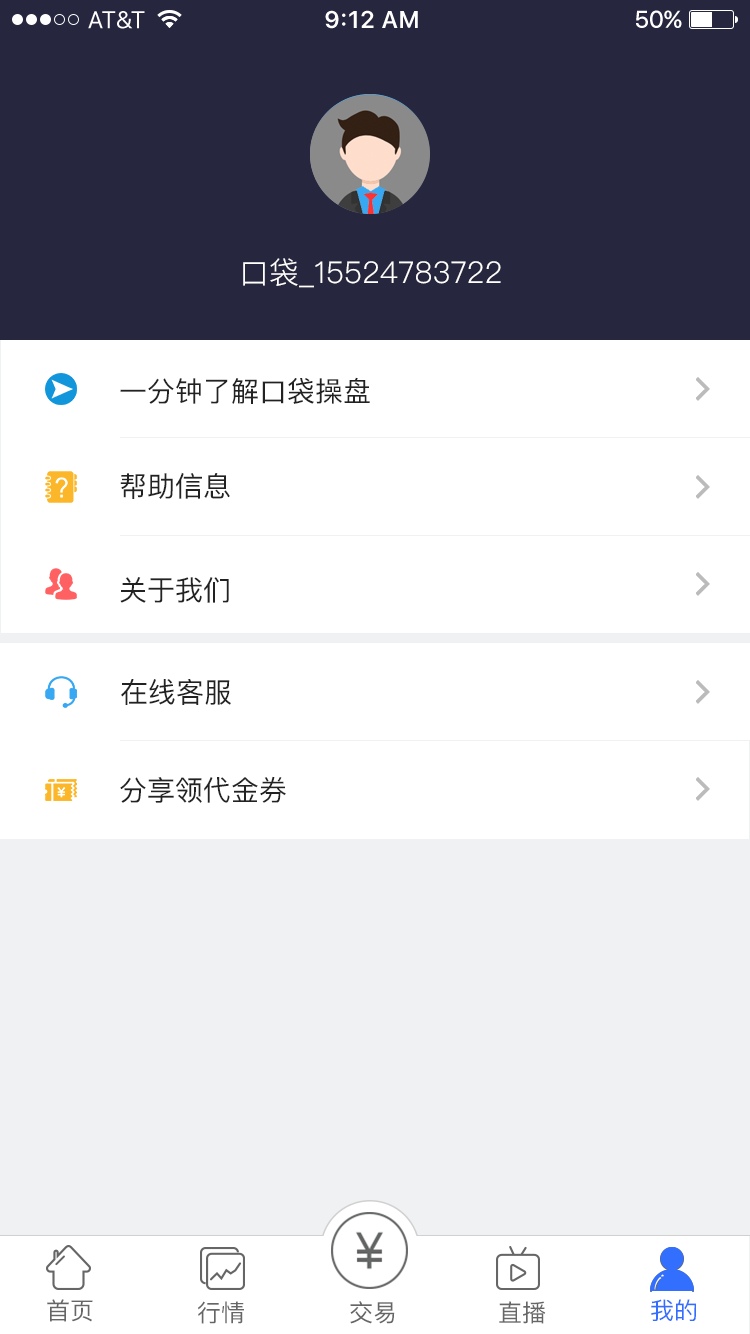 AT&T 9:12 AM 50%
口袋_15524783722
一分钟了解口袋操盘
帮助信息
关于我们
在线客服
分享领代金券
首页 行情 交易 直播 我的